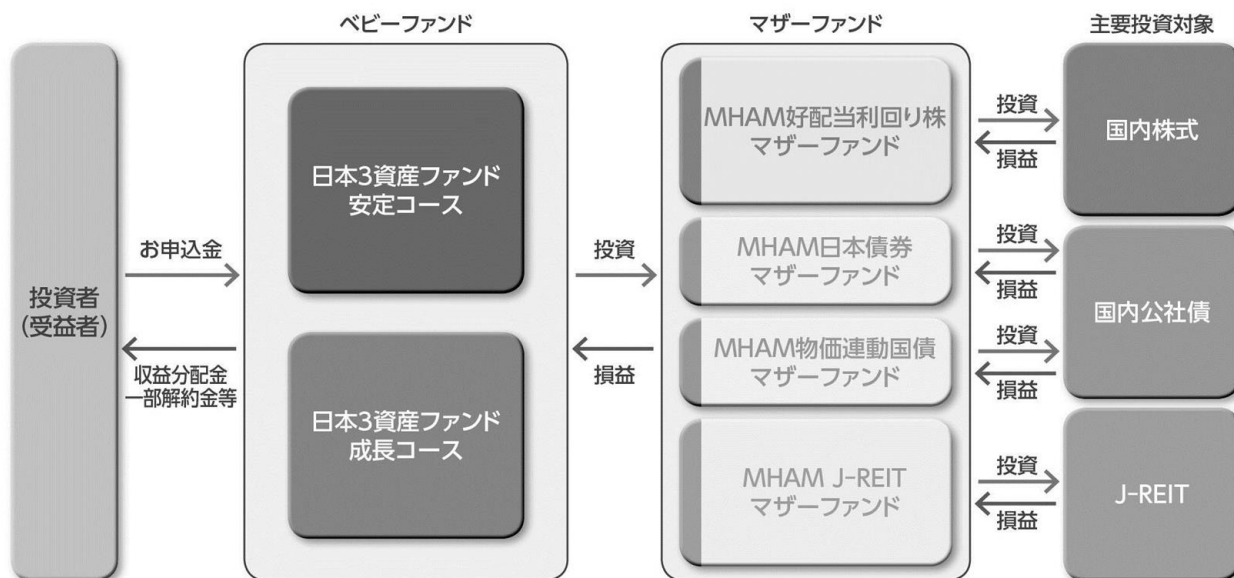 ベビーファンド
マザーファンド
主要投資対象
投資者
(受益者)
お申込金
収益分配金
一部解約金等
日本3資産ファンド
安定コース
日本3資産ファンド
成長コース
投資
損益
MHAM好配当利回り株
マザーファンド
MHAM日本債券
マザーファンド
MHAM物価連動国債
マザーファンド
MHAM J-REIT
マザーファンド
投資
損益
投資
損益
投資
損益
投資
損益
国内株式
国内公社債
J-REIT